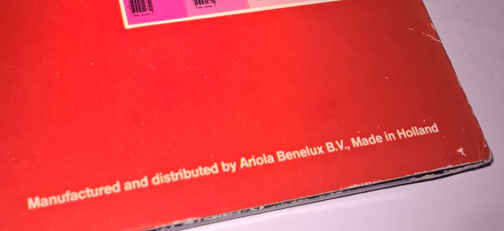 Manufactured and distributed by Ariola Benelux B.V., Made in Holland